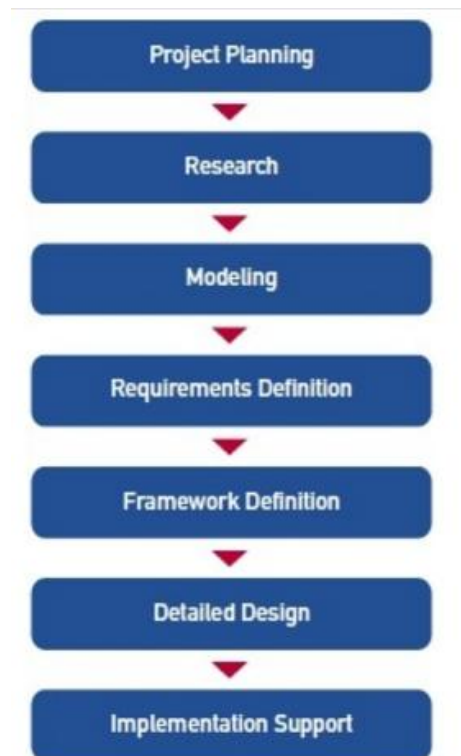 Project Planning
Research
Modeling
Requirements Definition
Framework Definition
Detailed Design
Implementation Support